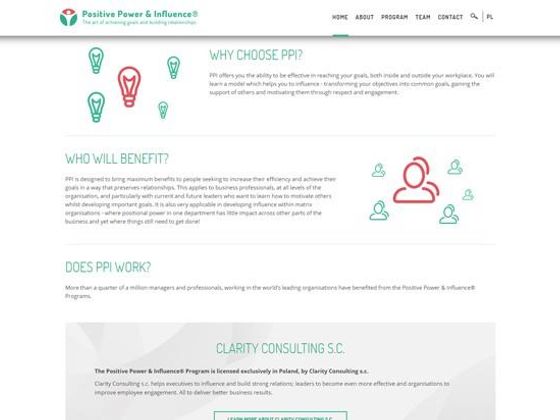 Positive Power & Influence®
The art of achieving goals and building relationships
HOME ABOUT PROGRAM TEAM CONTACT PL
WHY CHOOSE PPI?
PPI offers you the ability to be effective in reaching your goals, both inside and outside your workplace. You will
learn a model which helps you to influence - transforming your objectives into common goals, gaining the
support of others and motivating them through respect and engagement.
WHO WILL BENEFIT?
PPI is designed to bring maximum benefits to people seeking to increase their efficiency and achieve their
goals in a way that preserves relationships. This applies to business professionals, at all levels of the
organisation, and particularly with current and future leaders who want to learn how to motivate others
whilst developing important goals. It is also very applicable in developing influence within matrix
organisations - where positional power in one department has little impact across other parts of the
business and yet where things still need to get done!
DOES PPI WORK?
More than a quarter of a million managers and professionals, working in the world's leading organisations have benefited from the Positive Power & Influence®
Programs.
CLARITY CONSULTING S.C.
The Positive Power & Influence® Program is licensed exclusively in Poland, by Clarity Consulting s.c.
Clarity Consulting s.c. helps executives to influence and build strong relations; leaders to become even more effective and organisations to
improve employee engagement. All to deliver better business results.
LEARN MORE ABOUT CLARITY CONSULTING S.C.